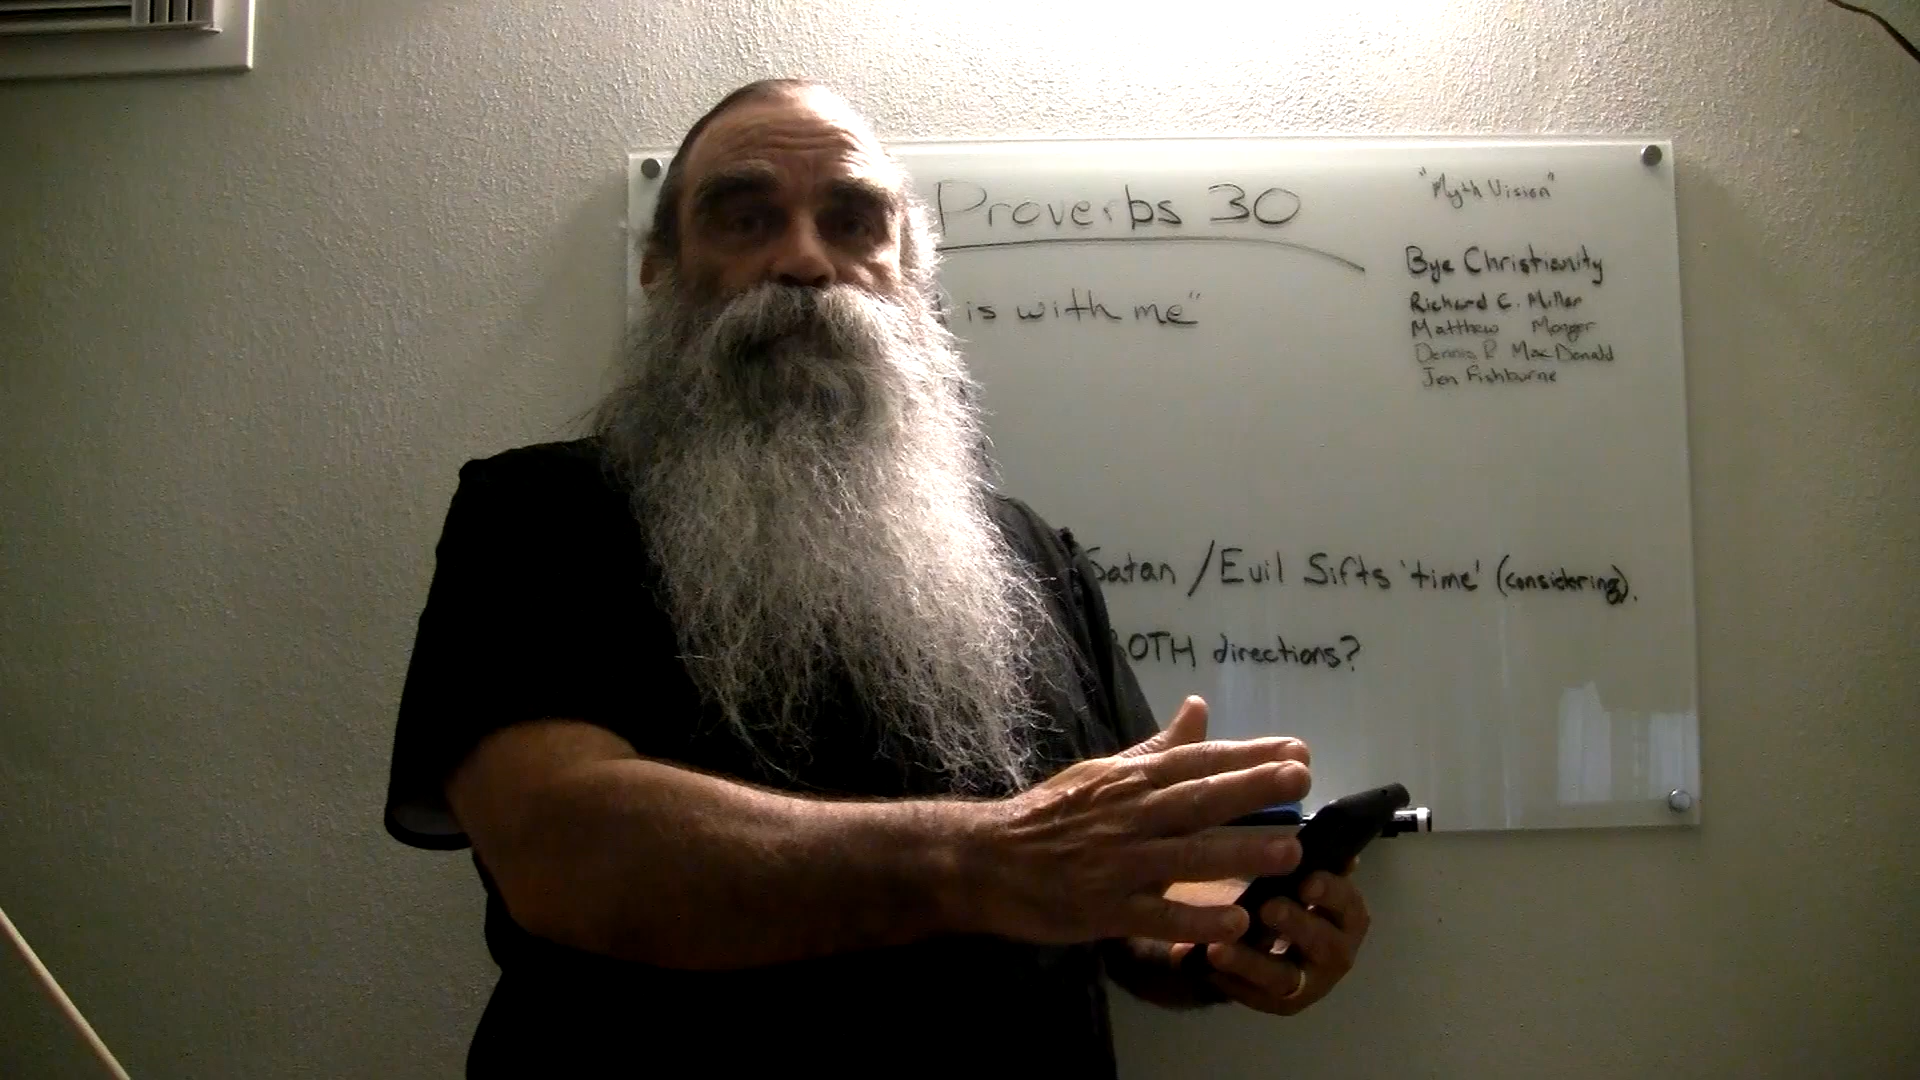 Proverbs 30
is with me"
"Myth Vision"
Bye Christianity
Richard C. Miller
Matthew Monger
Dennis R MacDonald
Jen Fishburne
Satan / Evil Sifts 'time' (considering).
BOTH directions?